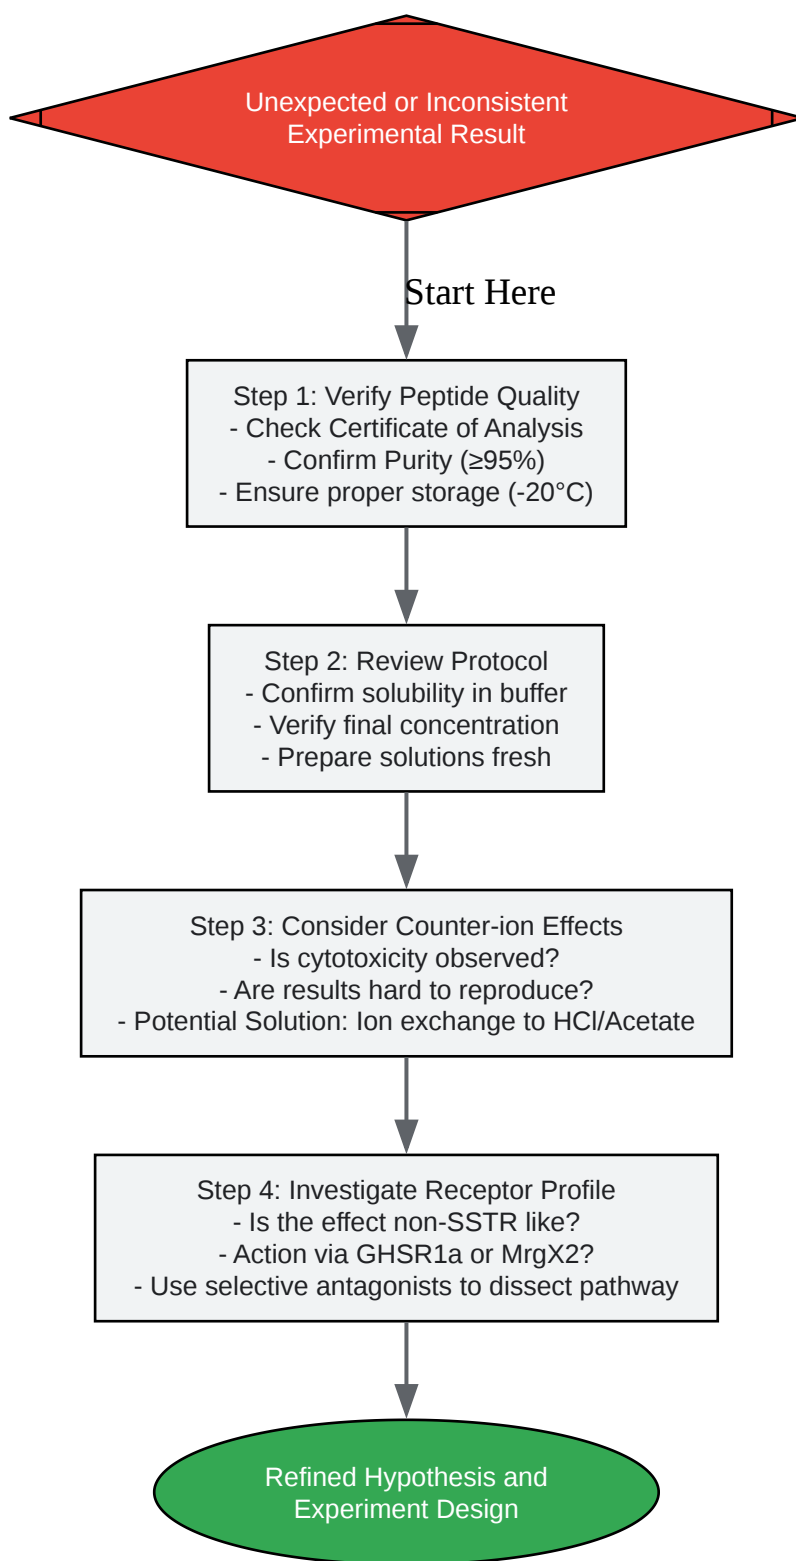 Unexpected or Inconsistent
Experimental Result
Start Here
Step 1: Verify Peptide Quality
- Check Certificate of Analysis
- Confirm Purity (≥95%)
- Ensure proper storage (-20°C)
Step 2: Review Protocol
- Confirm solubility in buffer
- Verify final concentration
- Prepare solutions fresh
Step 3: Consider Counter-ion Effects
- Is cytotoxicity observed?
- Are results hard to reproduce?
- Potential Solution: Ion exchange to HCl/Acetate
Step 4: Investigate Receptor Profile
- Is the effect non-SSTR like?
- Action via GHSR1a or MrgX2?
- Use selective antagonists to dissect pathway
Refined Hypothesis and
Experiment Design